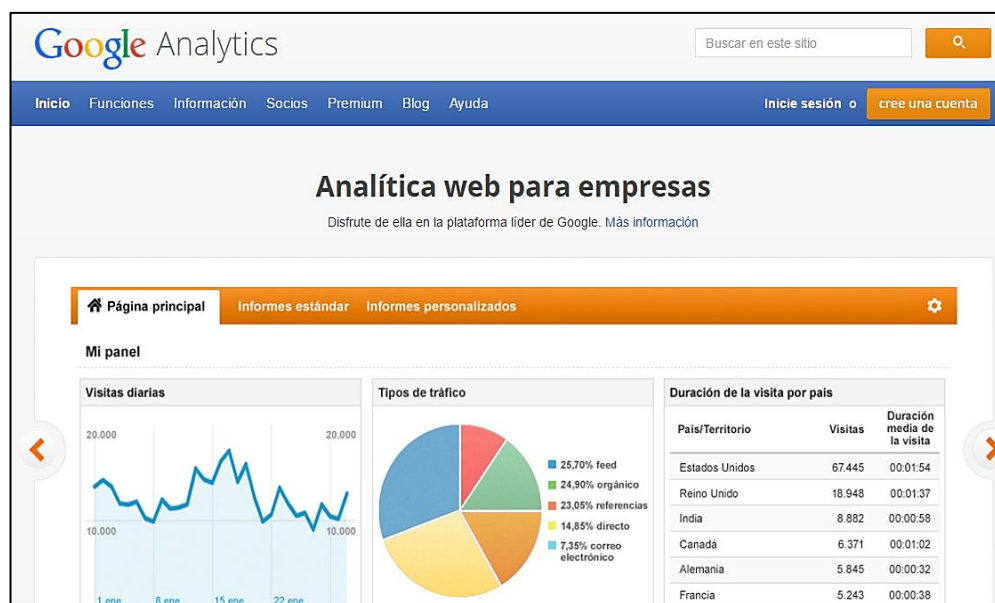 Google Analytics
Buscar en este sitio
Inicio Funciones Información Socios Premium Blog Ayuda
Inicie sesión o cree una cuenta
Analítica web para empresas
Disfrute de ella en la plataforma líder de Google. Más información
Página principal Informes estándar Informes personalizados
Mi panel
Visitas diarias
20.000 20.000
10.000 10.000
1 ene 8 ene 15 ene 22 ene
Tipos de tráfico
25,70% feed
24,90% orgánico
23,05% referencias
14,85% directo
7,35% correo
electrónico
Duración de la visita por país
País/Territorio Visitas Duración
media de
la visita
Estados Unidos 67.445 00:01:54
Reino Unido 18.948 00:01:37
India 8.882 00:00:58
Canadá 6.371 00:01:02
Alemania 5.845 00:00:32
Francia 5.243 00:00:38